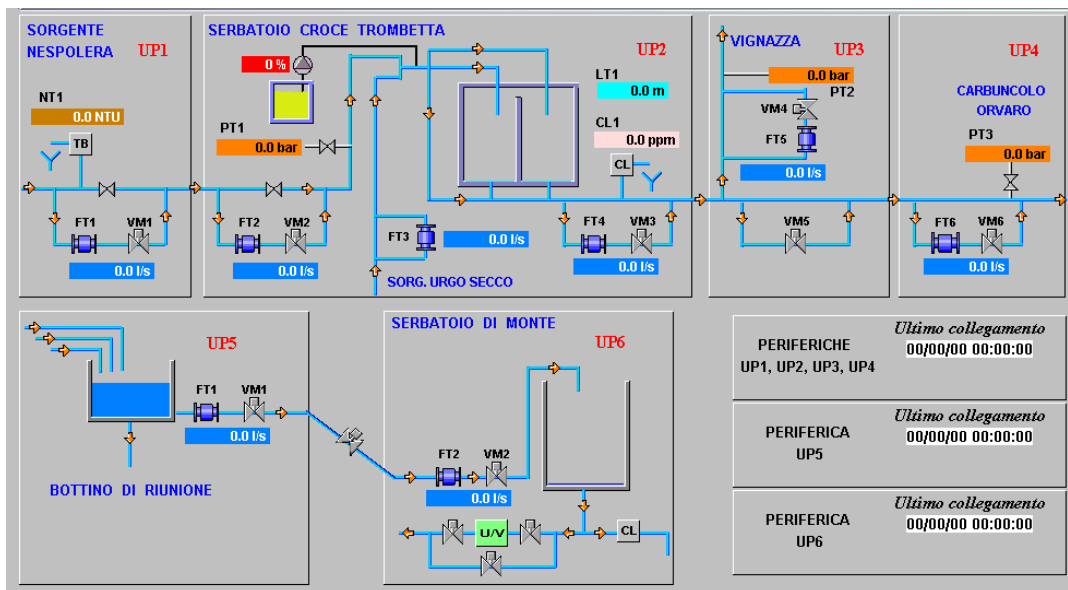 SORGENTE
NESPOLERA
UP1
NT1
0.0 NTU
TB
FT1
VM1
0.0 l/s
SERBATOIO CROCE TROMBETTA
UP2
0 %
PT1
0.0 bar
FT2
VM2
0.0 l/s
FT3
0.0 l/s
SORG. URGO SECCO
LT1
0.0 m
CL1
0.0 ppm
CL
FT4
VM3
0.0 l/s
VIGNAZZA
UP3
0.0 bar
PT2
VM4
FT5
0.0 l/s
VM5
UP4
CARBUNCOLO
ORVARO
PT3
0.0 bar
FT6
VM6
0.0 l/s
UP5
FT1
VM1
0.0 l/s
BOTTINO DI RIUNIONE
SERBATOIO DI MONTE
UP6
FT2
VM2
0.0 l/s
U/V
CL
Ultimo collegamento
PERIFERICHE
00/00/00 00:00:00
UP1, UP2, UP3, UP4
Ultimo collegamento
PERIFERICA
00/00/00 00:00:00
UP5
Ultimo collegamento
PERIFERICA
00/00/00 00:00:00
UP6